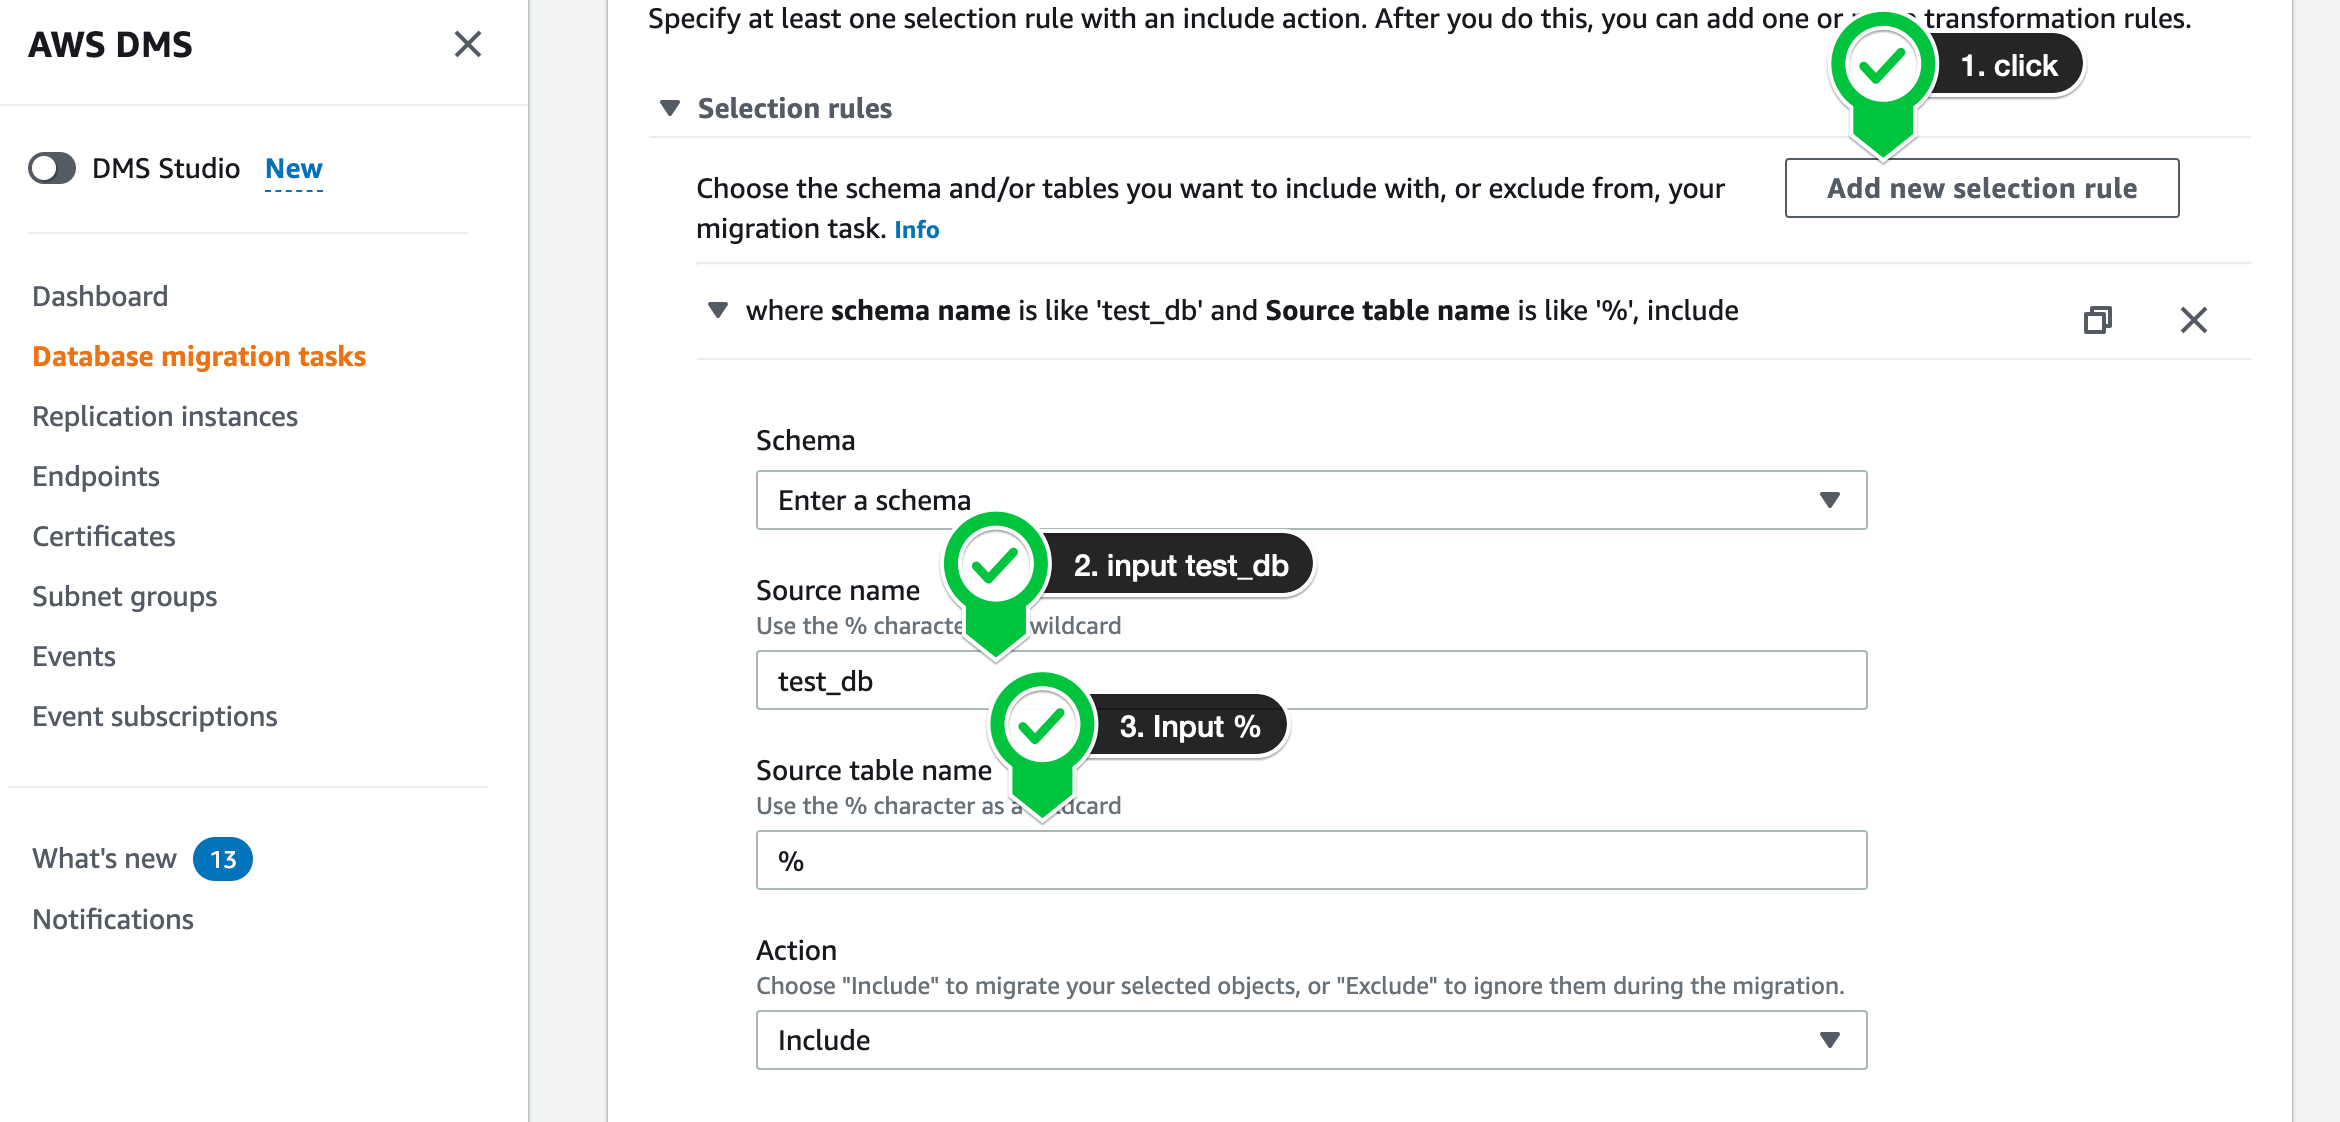 AWS DMS
DMS Studio New
Dashboard
Database migration tasks
Replication instances
Endpoints
Certificates
Subnet groups
Events
Event subscriptions
What's new 13
Notifications
Specify at least one selection rule with an include action. After you do this, you can add one or transformation rules.
1. click
Selection rules
Choose the schema and/or tables you want to include with, or exclude from, your
migration task. Info
Add new selection rule
where schema name is like 'test_db' and Source table name is like '%', include
Schema
Enter a schema
2. input test_db
Source name
Use the % wildcard
test_db
3. Input %
Source table name
Use the % character as a
%
Action
Choose "Include" to migrate your selected objects, or "Exclude" to ignore them during the migration.
Include